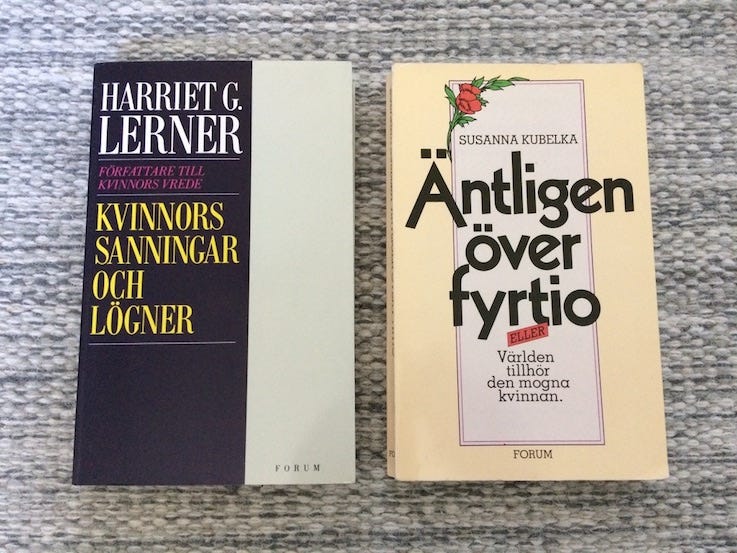 HARRIET G.
LERNER
FÖRFATTARE TILL
KVINNORS VREDE
KVINNORS
SANNINGAR
OCH
LÖGNER
FORUM
SUSANNA KUBELKA
Äntligen
över
fyrtio
ELLER
Världen
tillhör
den mogna
kvinnan.
FORUM